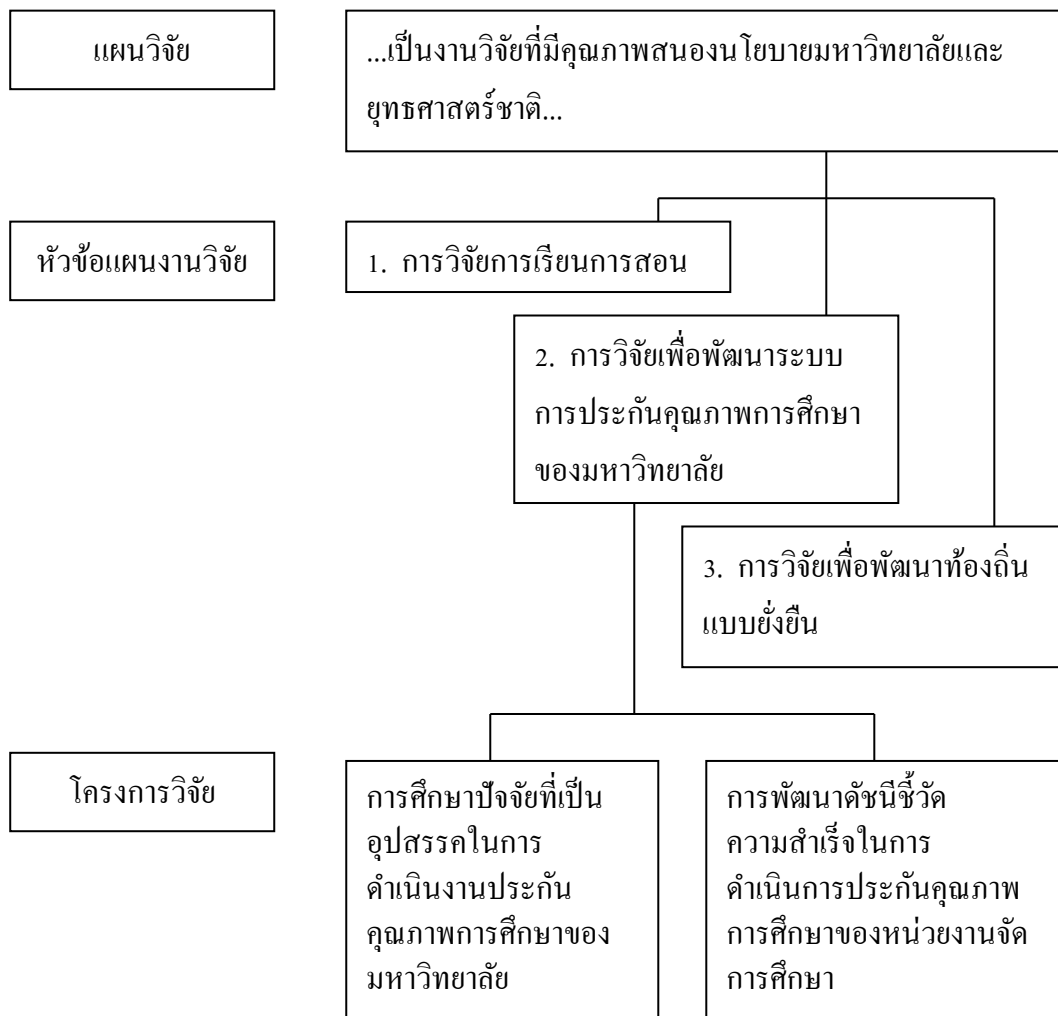 แผนวิจัย
...เป็นงานวิจัยที่มีคุณภาพสนองนโยบายมหาวิทยาลัยและ
ยุทธศาสตร์ชาติ...
หัวข้อแผนงานวิจัย
1. การวิจัยการเรียนการสอน
2. การวิจัยเพื่อพัฒนาระบบ
การประกันคุณภาพการศึกษา
ของมหาวิทยาลัย
3. การวิจัยเพื่อพัฒนาท้องถิ่น
แบบยั่งยืน
โครงการวิจัย
การศึกษาปัจจัยที่เป็น
อุปสรรคในการ
ดำเนินงานประกัน
คุณภาพการศึกษาของ
มหาวิทยาลัย
การพัฒนาดัชนีชี้วัด
ความสำเร็จในการ
ดำเนินการประกันคุณภาพ
การศึกษาของหน่วยงานจัด
การศึกษา